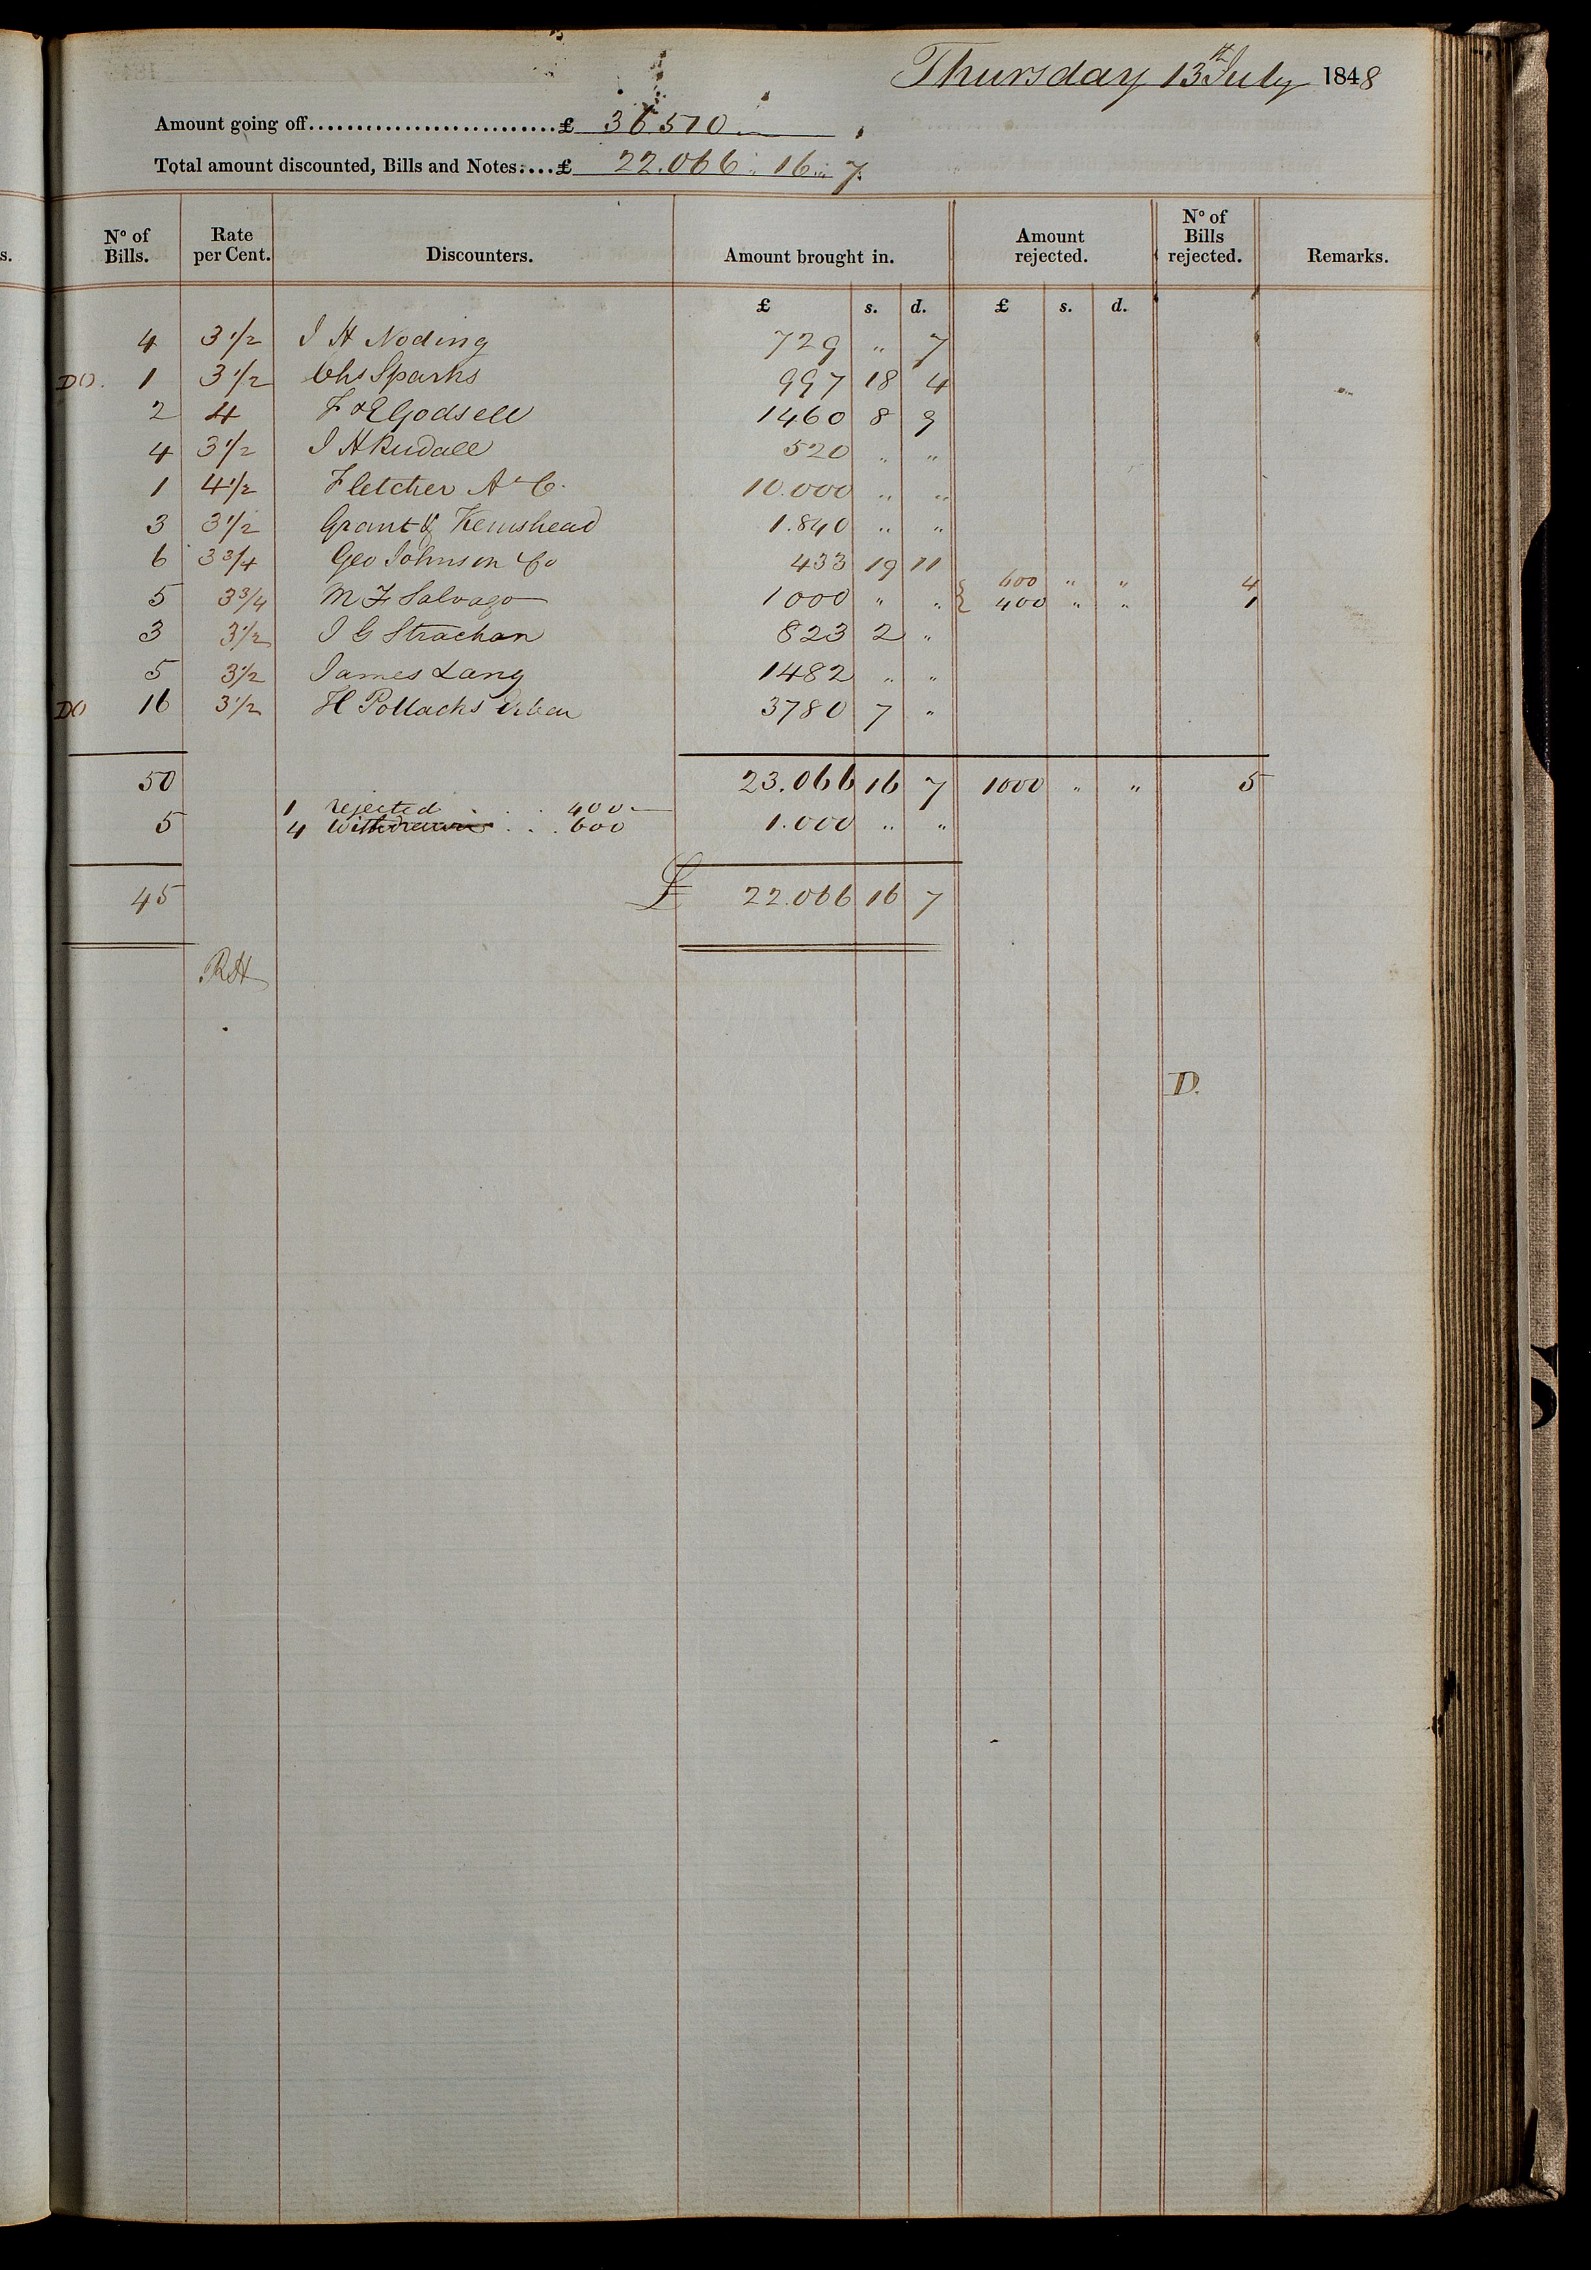 Thursday 13th July 1848
Amount going off...........................£ 36510
Total amount discounted, Bills and Notes:....£ 22.066 " 16 " 7
s.
No of Bills. Rate per Cent. Discounters. Amount brought in. Amount rejected. No of Bills rejected. Remarks.
£ s. d. £ s. d.
4 3 1/2 J H Noding 729 " 7
DO. 1 3 1/2 Chs Sparks 997 18 4
2 4 F & E Godsell 1460 8 9
4 3 1/2 J H Rudall 520 " "
1 4 1/2 Fletcher A & C. 10.000 " "
3 3 1/2 Grant & Kemshead 1.840 " "
6 3 3/4 Geo Johnson & Co 433 19 11
600 " " 4
5 3 3/4 M F Salvago 1000 " " { 400 " " 1
3 3 1/2 J G Strachan 823 2 "
5 3 1/2 James Lang 1482 " "
DO 16 3 1/2 H Pollacks 3780 7 "
50 23.066 16 7 1000 " " 5
1 rejected . . . 400
5 4 Withdrawn . . . 600 1.000 " "
45 £ 22.066 16 7
RH
D.